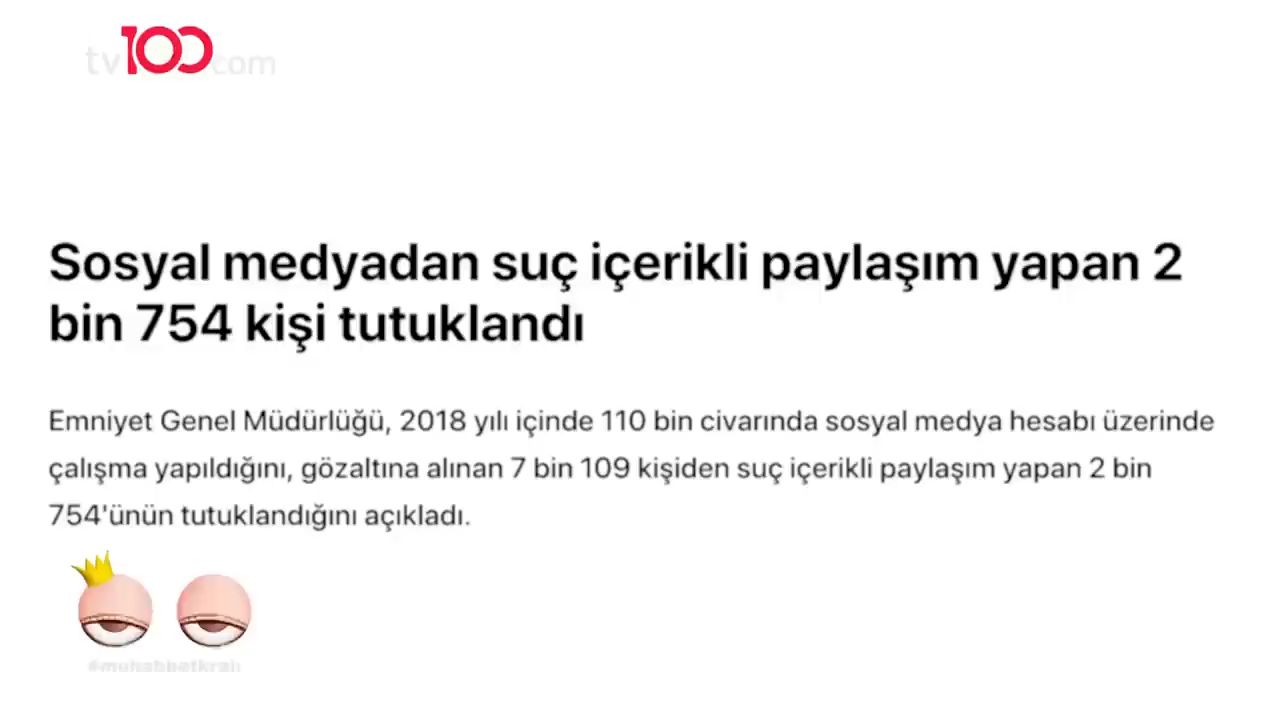 tv100.com
Sosyal medyadan suç içerikli paylaşım yapan 2
bin 754 kişi tutuklandı
Emniyet Genel Müdürlüğü, 2018 yılı içinde 110 bin civarında sosyal medya hesabı üzerinde
çalışma yapıldığını, gözaltına alınan 7 bin 109 kişiden suç içerikli paylaşım yapan 2 bin
754'ünün tutuklandığını açıkladı.
#muhabbetkralı